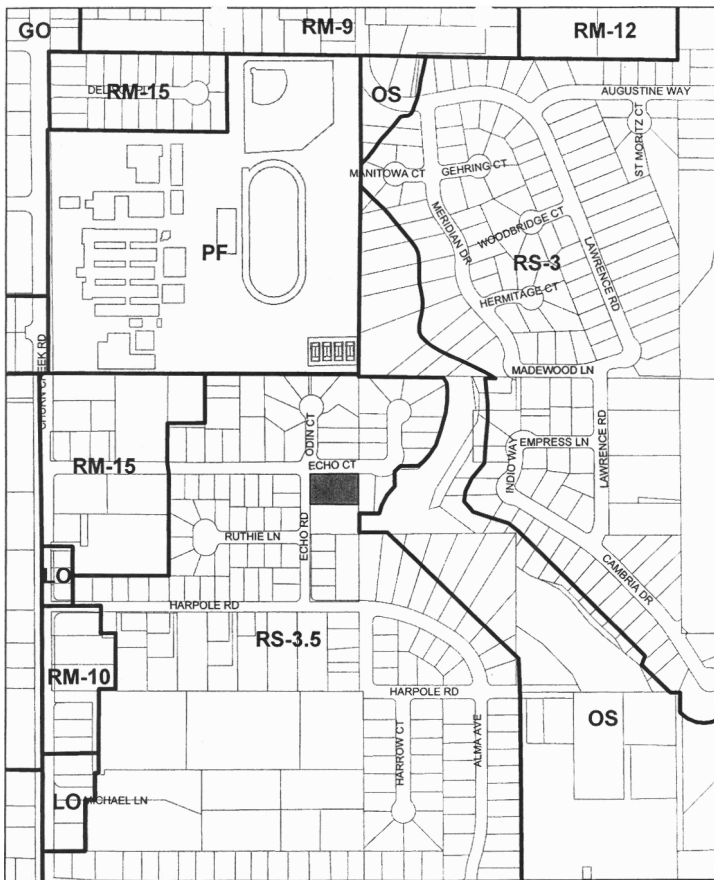 GO
RM-9
RM-12
RM-15
OS
AUGUSTINE WAY
ST MORITZ CT
MANITOWA CT
GEHRING CT
MERIDIAN DR
WOODBRIDGE CT
PF
RS-3
LAWRENCE RD
HERMITAGE CT
MADEWOOD LN
ODIN CT
RM-15
ECHO CT
INDIO WAY
EMPRESS LN
LAWRENCE RD
ECHO RD
RUTHIE LN
LO
CAMBRIA DR
HARPOLE RD
RS-3.5
RM-10
HARPOLE RD
OS
HARROW CT
ALMA AVE
LO
MICHAEL LN